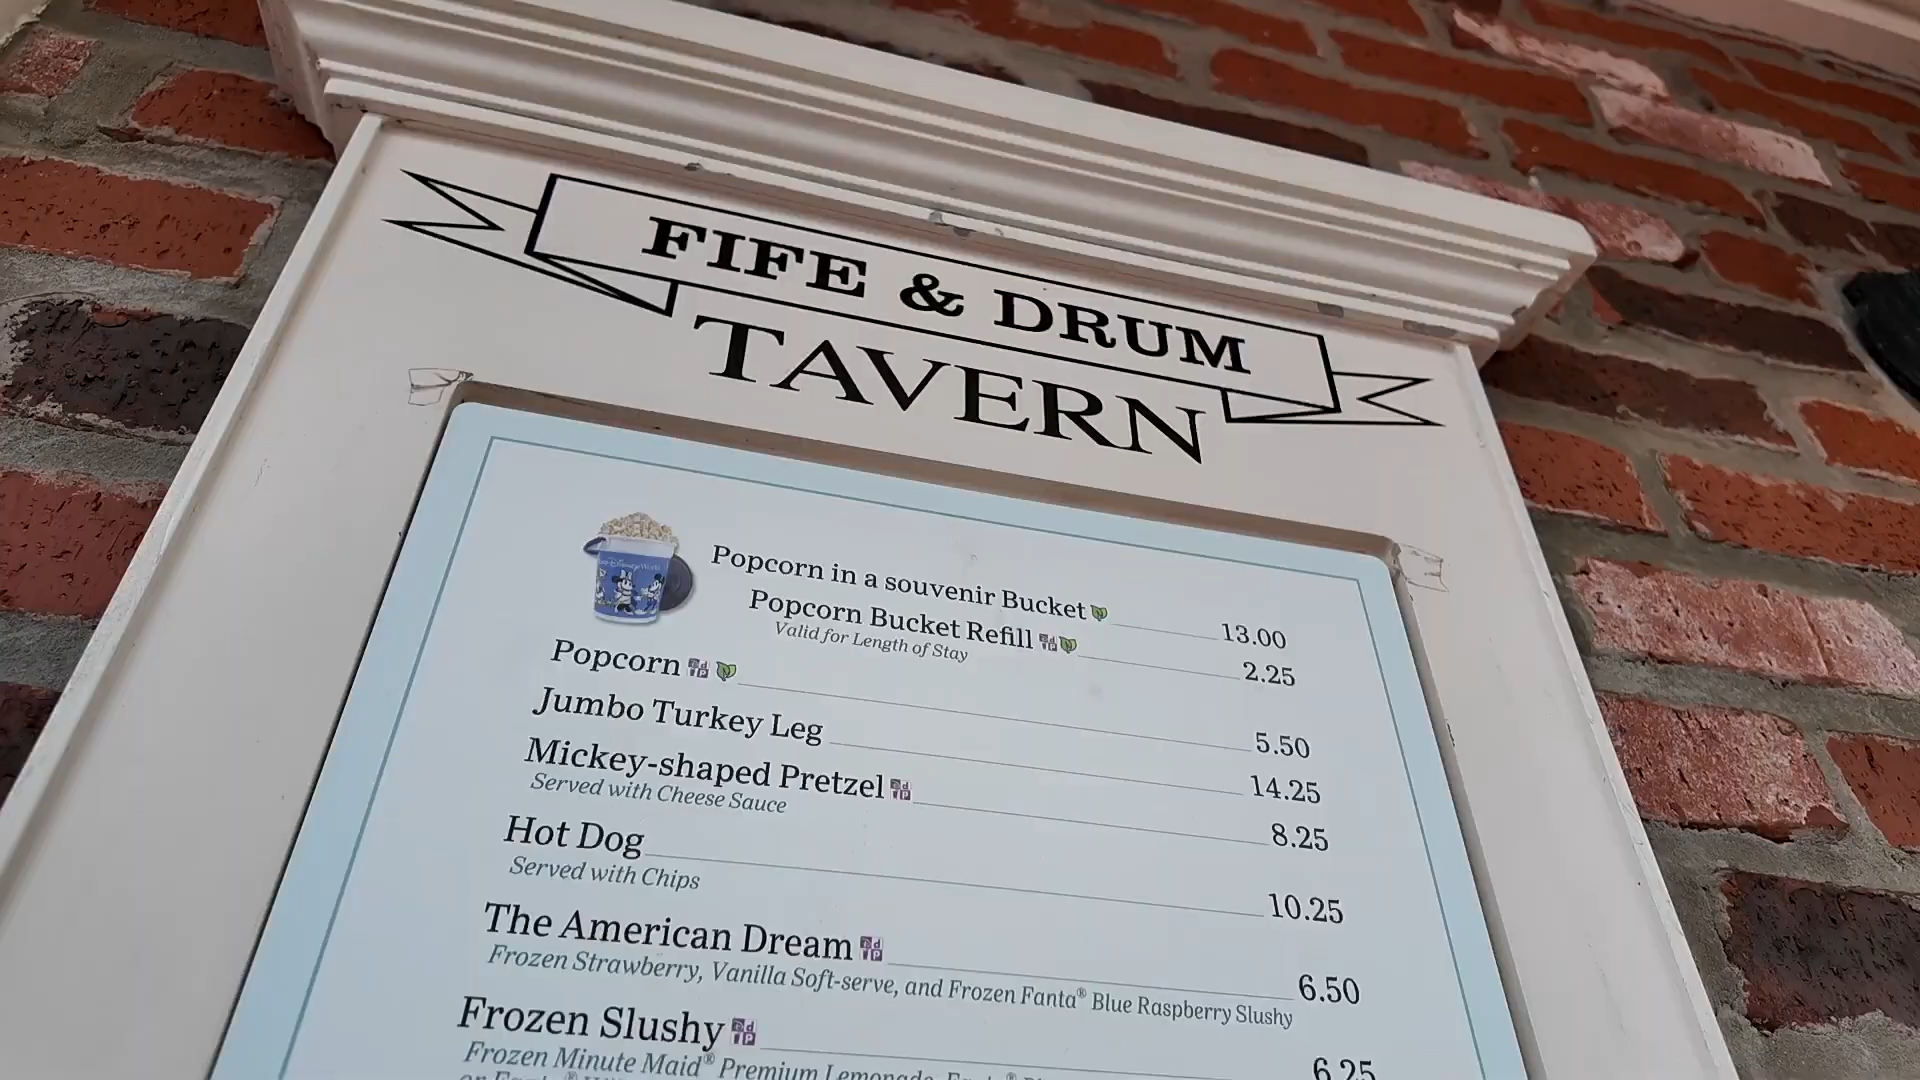 FIFE & DRUM
TAVERN
Popcorn in a souvenir Bucket 13.00
Popcorn Bucket Refill 2.25
Valid for Length of Stay
Popcorn 5.50
Jumbo Turkey Leg 14.25
Mickey-shaped Pretzel 8.25
Served with Cheese Sauce
Hot Dog 10.25
Served with Chips
The American Dream 6.50
Frozen Strawberry, Vanilla Soft-serve, and Frozen Fanta® Blue Raspberry Slushy
Frozen Slushy 6.25
Frozen Minute Maid® Premium Lemonade,